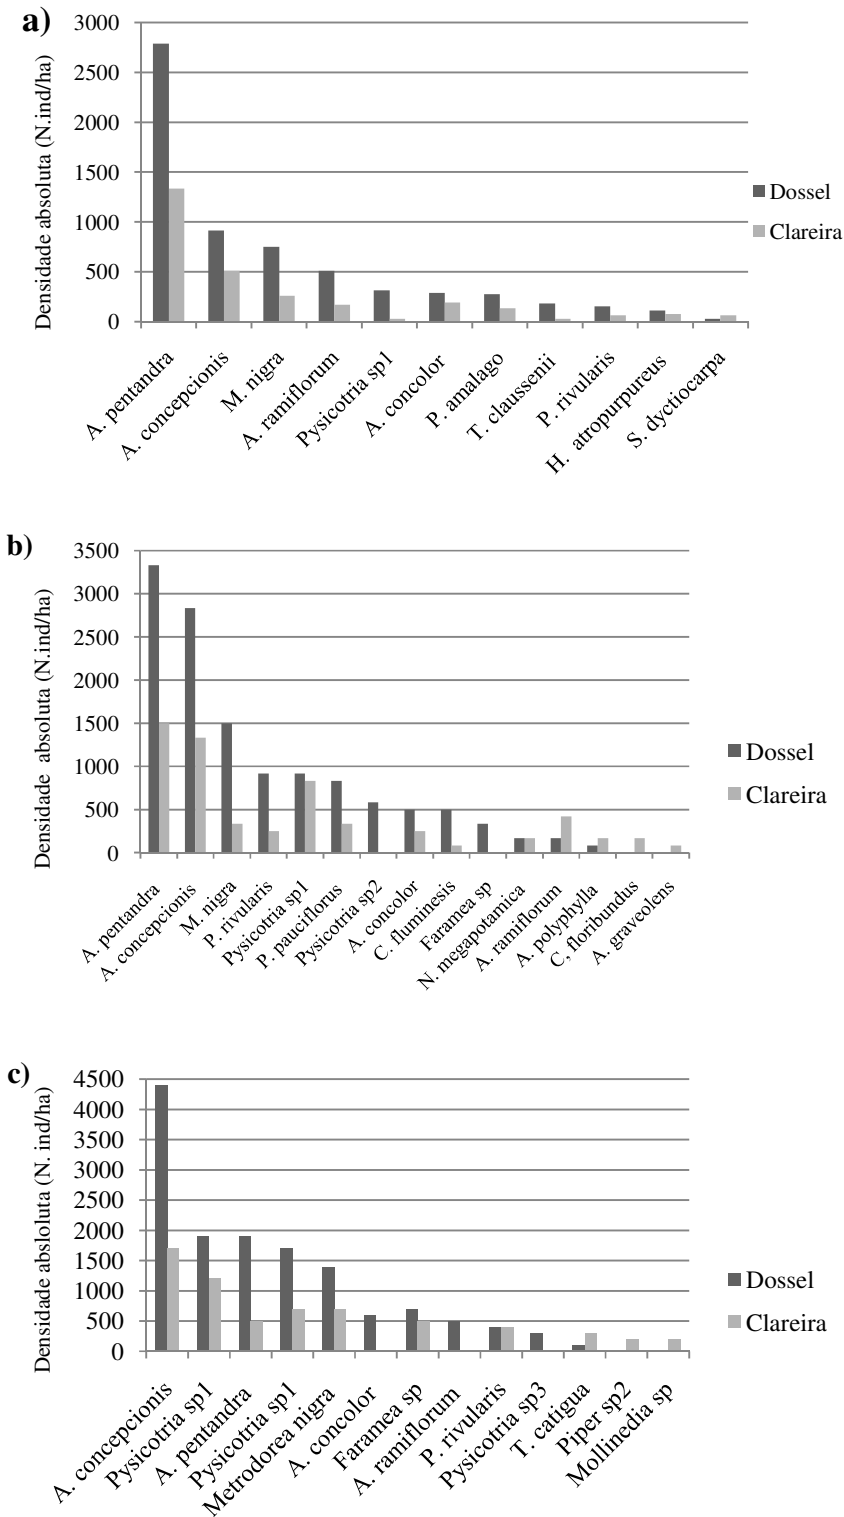 a)
Densidade absoluta (N.ind/ha)
3000
2500
2000
1500
1000
500
0
A. pentandra
A. concepcionis
M. nigra
A. ramiflorum
Pysicotria sp1
A. concolor
P. amalago
T. claussenii
P. rivularis
H. atropurpureus
S. dyctiocarpa
Dossel
Clareira
b)
Densidade absoluta (N.ind/ha)
3500
3000
2500
2000
1500
1000
500
0
A. pentandra
A. concepcionis
M. nigra
P. rivularis
Pysicotria sp1
P. pauciflorus
Pysicotria sp2
A. concolor
C. fluminesis
Faramea sp
N. megapotamica
A. ramiflorum
A. polyphylla
C, floribundus
A. graveolens
Dossel
Clareira
c)
Densidade absloluta (N. ind/ha)
4500
4000
3500
3000
2500
2000
1500
1000
500
0
A. concepcionis
Pysicotria sp1
A. pentandra
Pysicotria sp1
Metrodorea nigra
A. concolor
Faramea sp
A. ramiflorum
P. rivularis
Pysicotria sp3
T. catigua
Piper sp2
Mollinedia sp
Dossel
Clareira